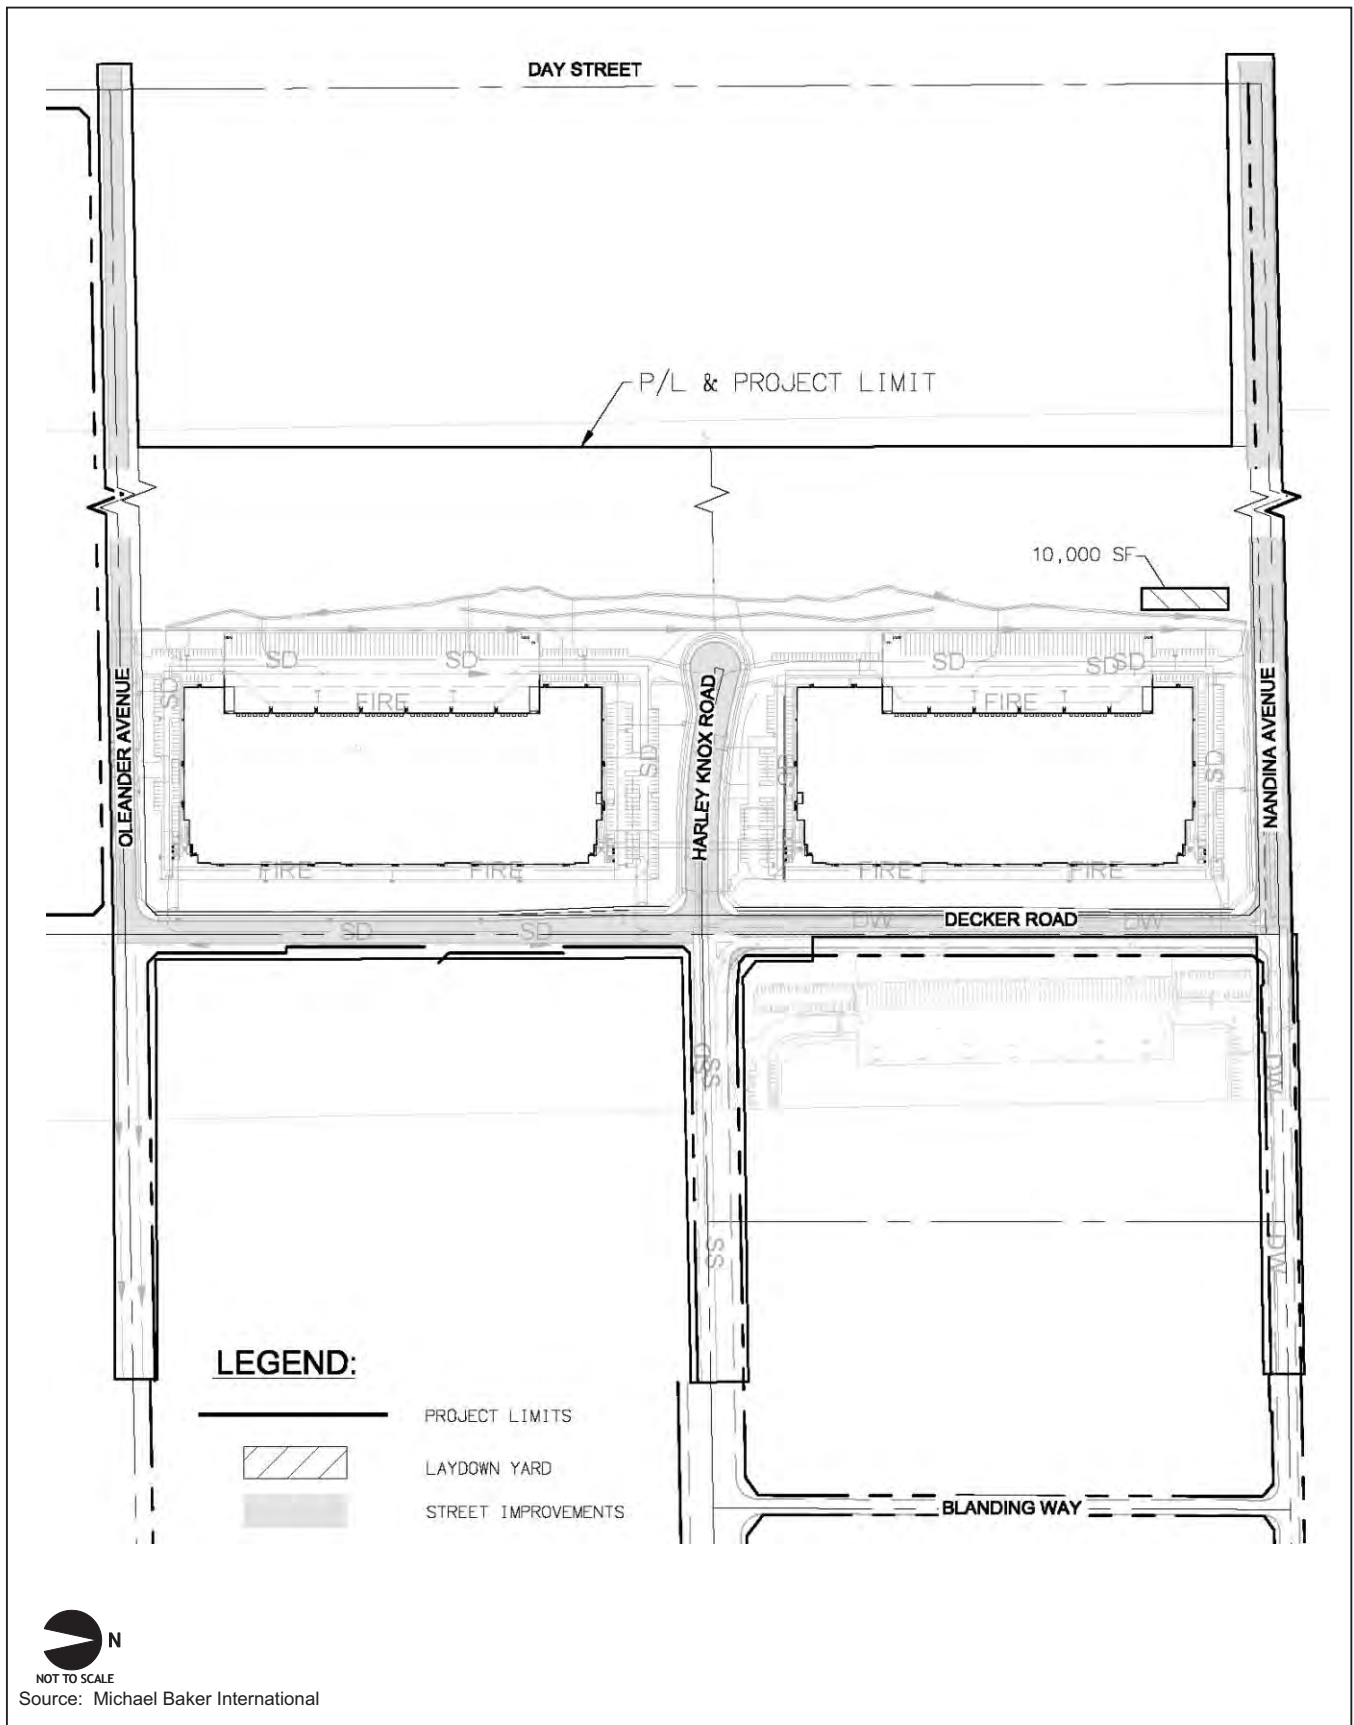 DAY STREET
P/L & PROJECT LIMIT
10,000 SF
OLEANDER AVENUE
HARLEY KNOX ROAD
NANDINA AVENUE
SD
SD
SD
SD
SD
SD
FIRE
FIRE
SD
SD
SD
SD
FIRE
FIRE
FIRE
FIRE
SD
SD
DW
DECKER ROAD
DW
SS
DW
SS
DW
LEGEND:
PROJECT LIMITS
LAYDOWN YARD
STREET IMPROVEMENTS
BLANDING WAY
N
NOT TO SCALE
Source: Michael Baker International